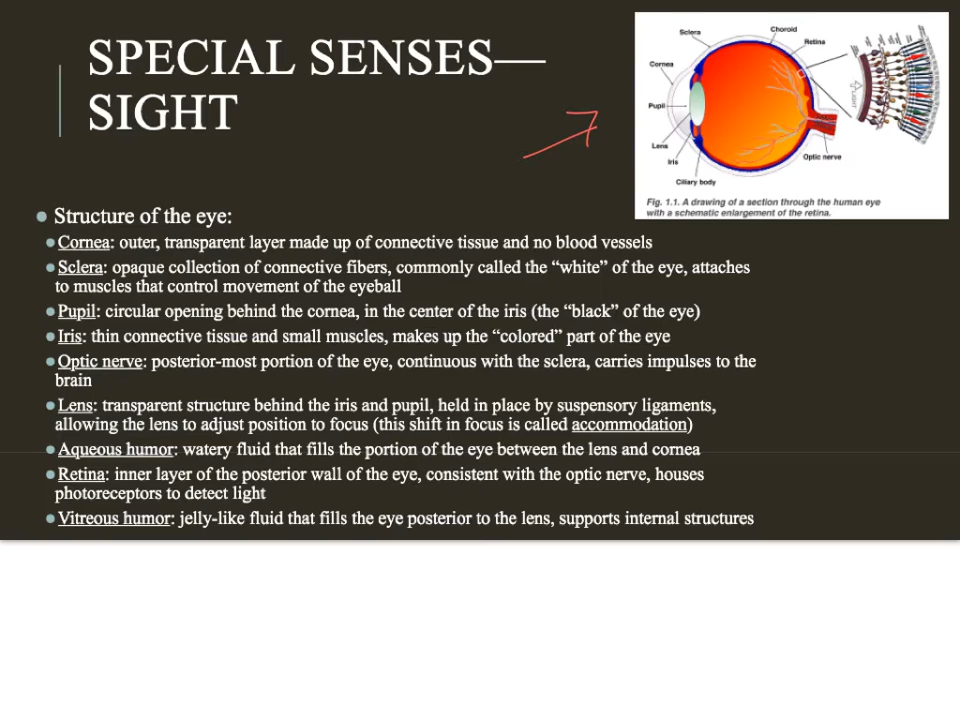 SPECIAL SENSES—
SIGHT
Sclera
Choroid
Retina
Cornea
Pupil
Lens
Iris
Ciliary body
Optic nerve
LIGHT
Fig. 1.1. A drawing of a section through the human eye
with a schematic enlargement of the retina.
Structure of the eye:
Cornea: outer, transparent layer made up of connective tissue and no blood vessels
Sclera: opaque collection of connective fibers, commonly called the “white” of the eye, attaches
to muscles that control movement of the eyeball
Pupil: circular opening behind the cornea, in the center of the iris (the “black” of the eye)
Iris: thin connective tissue and small muscles, makes up the “colored” part of the eye
Optic nerve: posterior-most portion of the eye, continuous with the sclera, carries impulses to the
brain
Lens: transparent structure behind the iris and pupil, held in place by suspensory ligaments,
allowing the lens to adjust position to focus (this shift in focus is called accommodation)
Aqueous humor: watery fluid that fills the portion of the eye between the lens and cornea
Retina: inner layer of the posterior wall of the eye, consistent with the optic nerve, houses
photoreceptors to detect light
Vitreous humor: jelly-like fluid that fills the eye posterior to the lens, supports internal structures